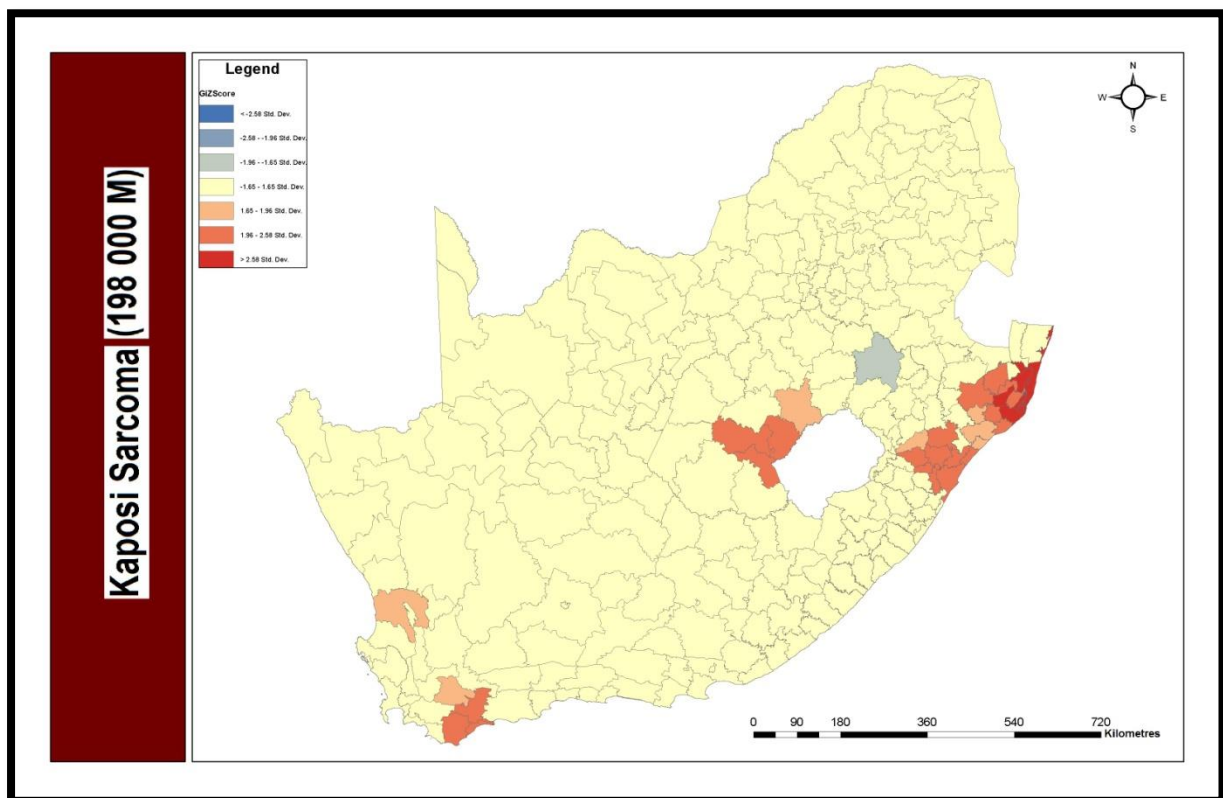 Kaposi Sarcoma (198 000 M)
Legend
GiZScore
< -2.58 Std. Dev.
-2.58 - -1.96 Std. Dev.
-1.96 - -1.65 Std. Dev.
-1.65 - 1.65 Std. Dev.
1.65 - 1.96 Std. Dev.
1.96 - 2.58 Std. Dev.
> 2.58 Std. Dev.
N
W E
S
0 90 180 360 540 720
Kilometres